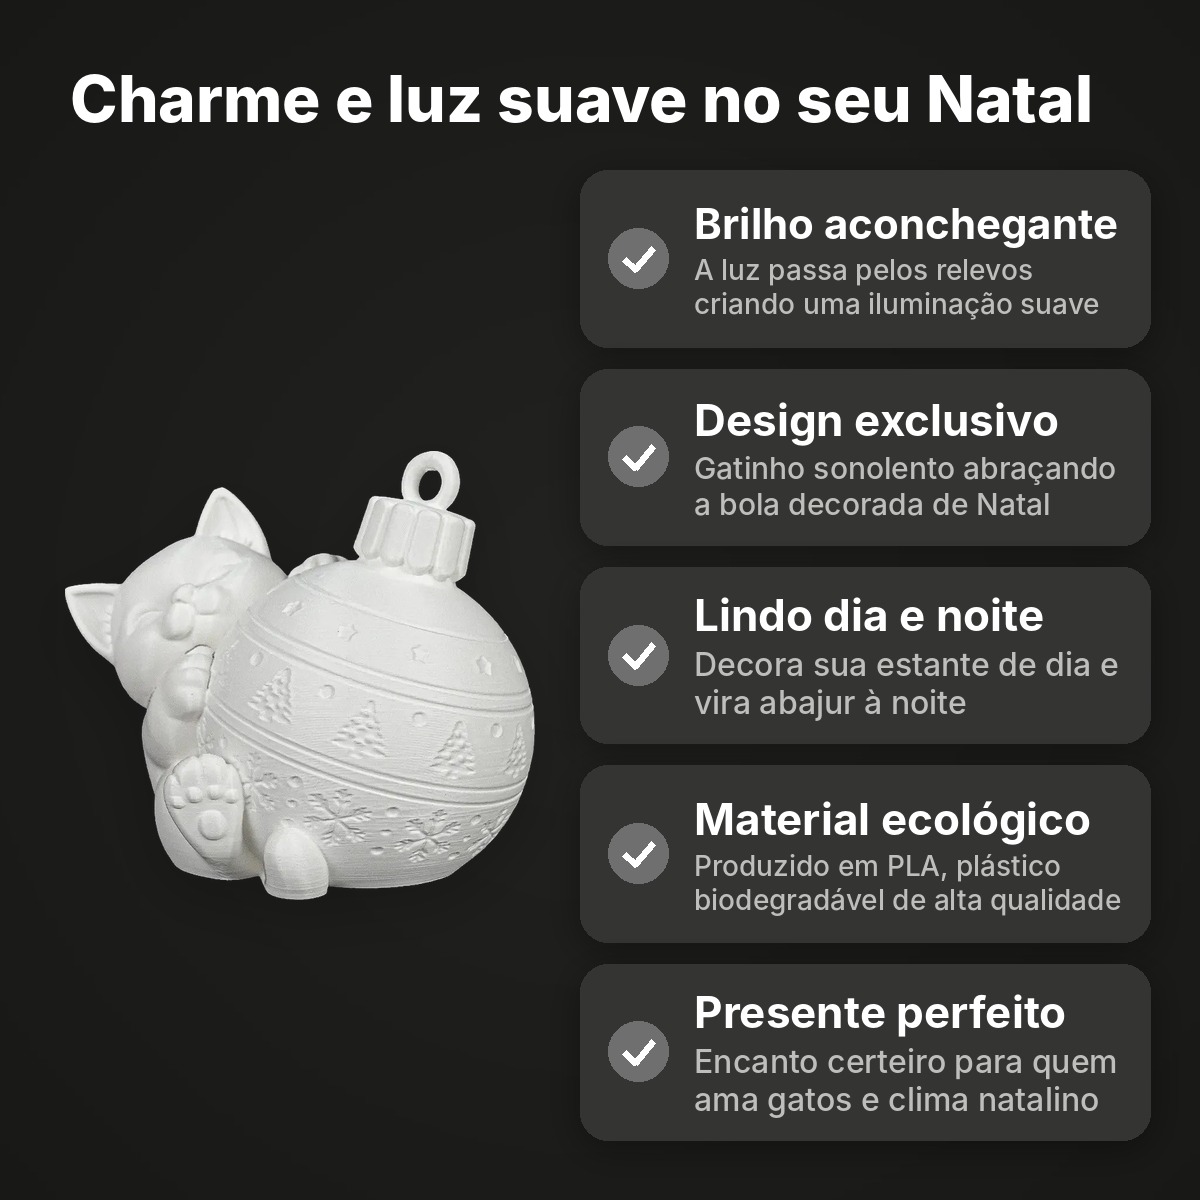 Charme e luz suave no seu Natal
Brilho aconchegante
A luz passa pelos relevos
criando uma iluminação suave
Design exclusivo
Gatinho sonolento abraçando
a bola decorada de Natal
Lindo dia e noite
Decora sua estante de dia e
vira abajur à noite
Material ecológico
Produzido em PLA, plástico
biodegradável de alta qualidade
Presente perfeito
Encanto certeiro para quem
ama gatos e clima natalino